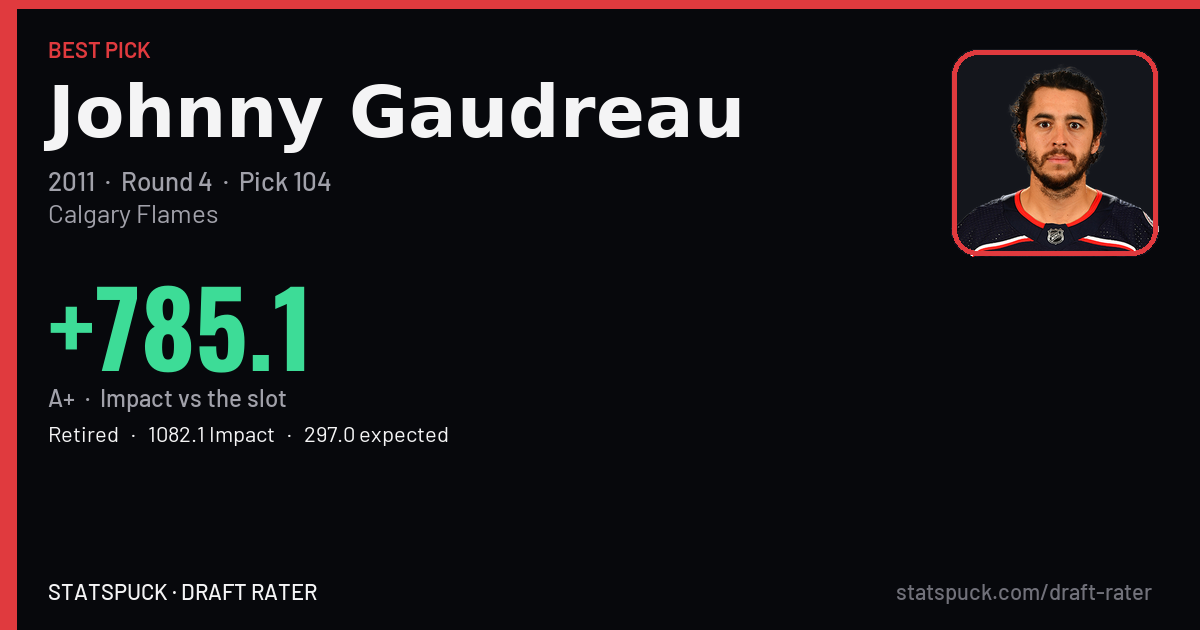 BEST PICK
Johnny Gaudreau
2011 · Round 4 · Pick 104
Calgary Flames
+785.1
A+ · Impact vs the slot
Retired · 1082.1 Impact · 297.0 expected
STATSPUCK · DRAFT RATER
statspuck.com/draft-rater